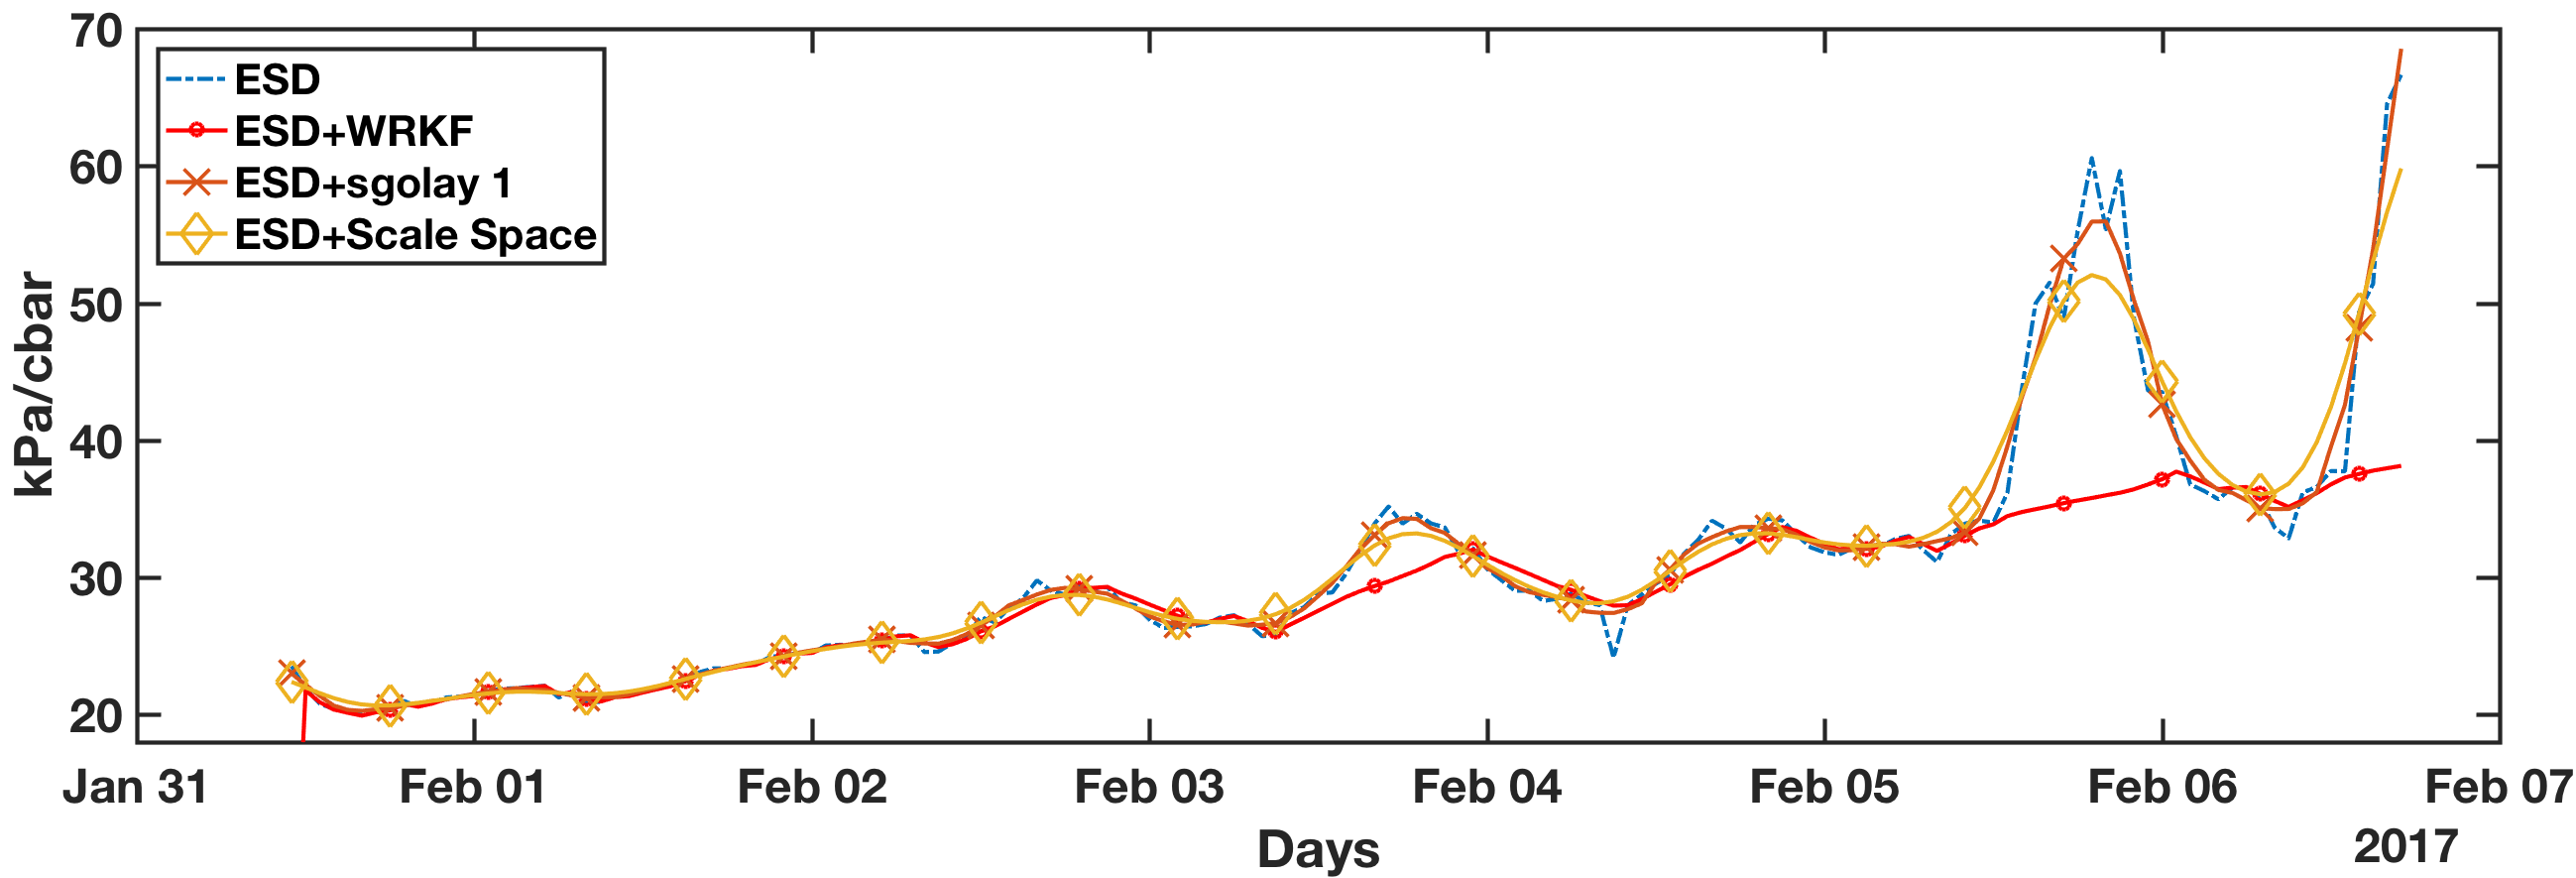 70
60
50
40
30
20
kPa/cbar
ESD
ESD+WRKF
ESD+sgolay 1
ESD+Scale Space
Jan 31 Feb 01 Feb 02 Feb 03 Feb 04 Feb 05 Feb 06 Feb 07
Days
2017